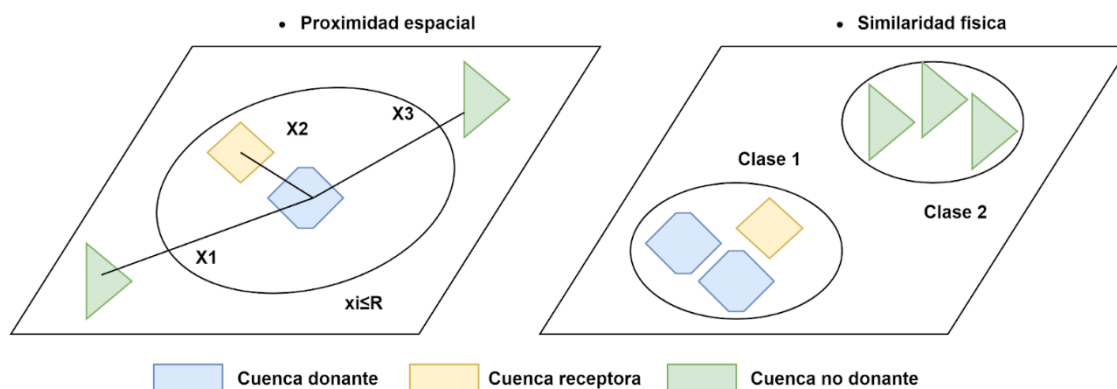 • Proximidad espacial
• Similaridad fisica
X2
X3
X1
xi≤R
Clase 1
Clase 2
Cuenca donante
Cuenca receptora
Cuenca no donante